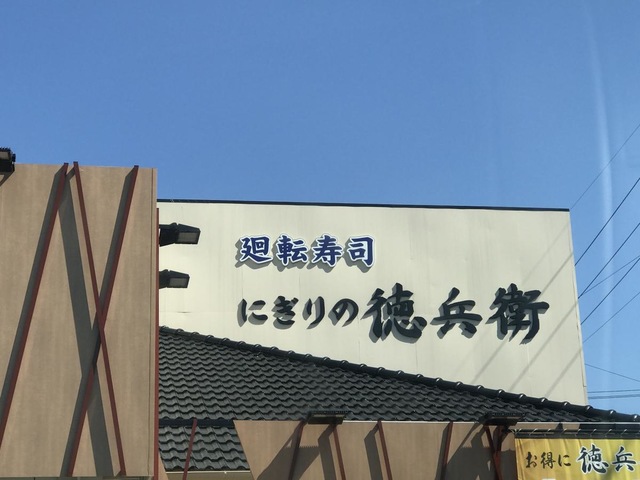 廻転寿司
にぎりの徳兵衛
お得に 徳兵